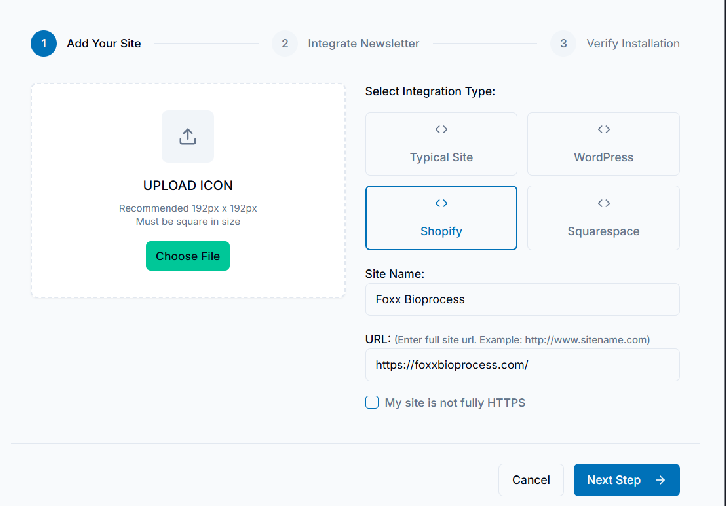 1 Add Your Site 2 Integrate Newsletter 3 Verify Installation
UPLOAD ICON
Recommended 192px x 192px
Must be square in size
Choose File
Select Integration Type:
Typical Site
WordPress
Shopify
Squarespace
Site Name:
Foxx Bioprocess
URL: (Enter full site url. Example: http://www.sitename.com)
https://foxxbioprocess.com/
My site is not fully HTTPS
Cancel
Next Step